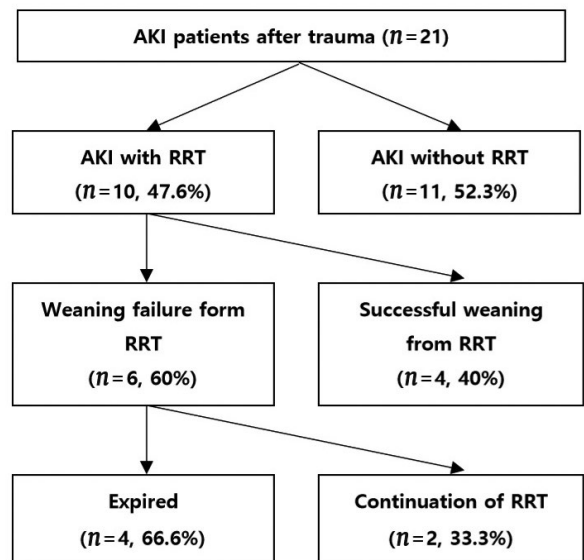 AKI patients after trauma (n=21)
AKI with RRT
(n=10, 47.6%)
AKI without RRT
(n=11, 52.3%)
Weaning failure form
RRT
(n=6, 60%)
Successful weaning
from RRT
(n=4, 40%)
Expired
(n=4, 66.6%)
Continuation of RRT
(n=2, 33.3%)